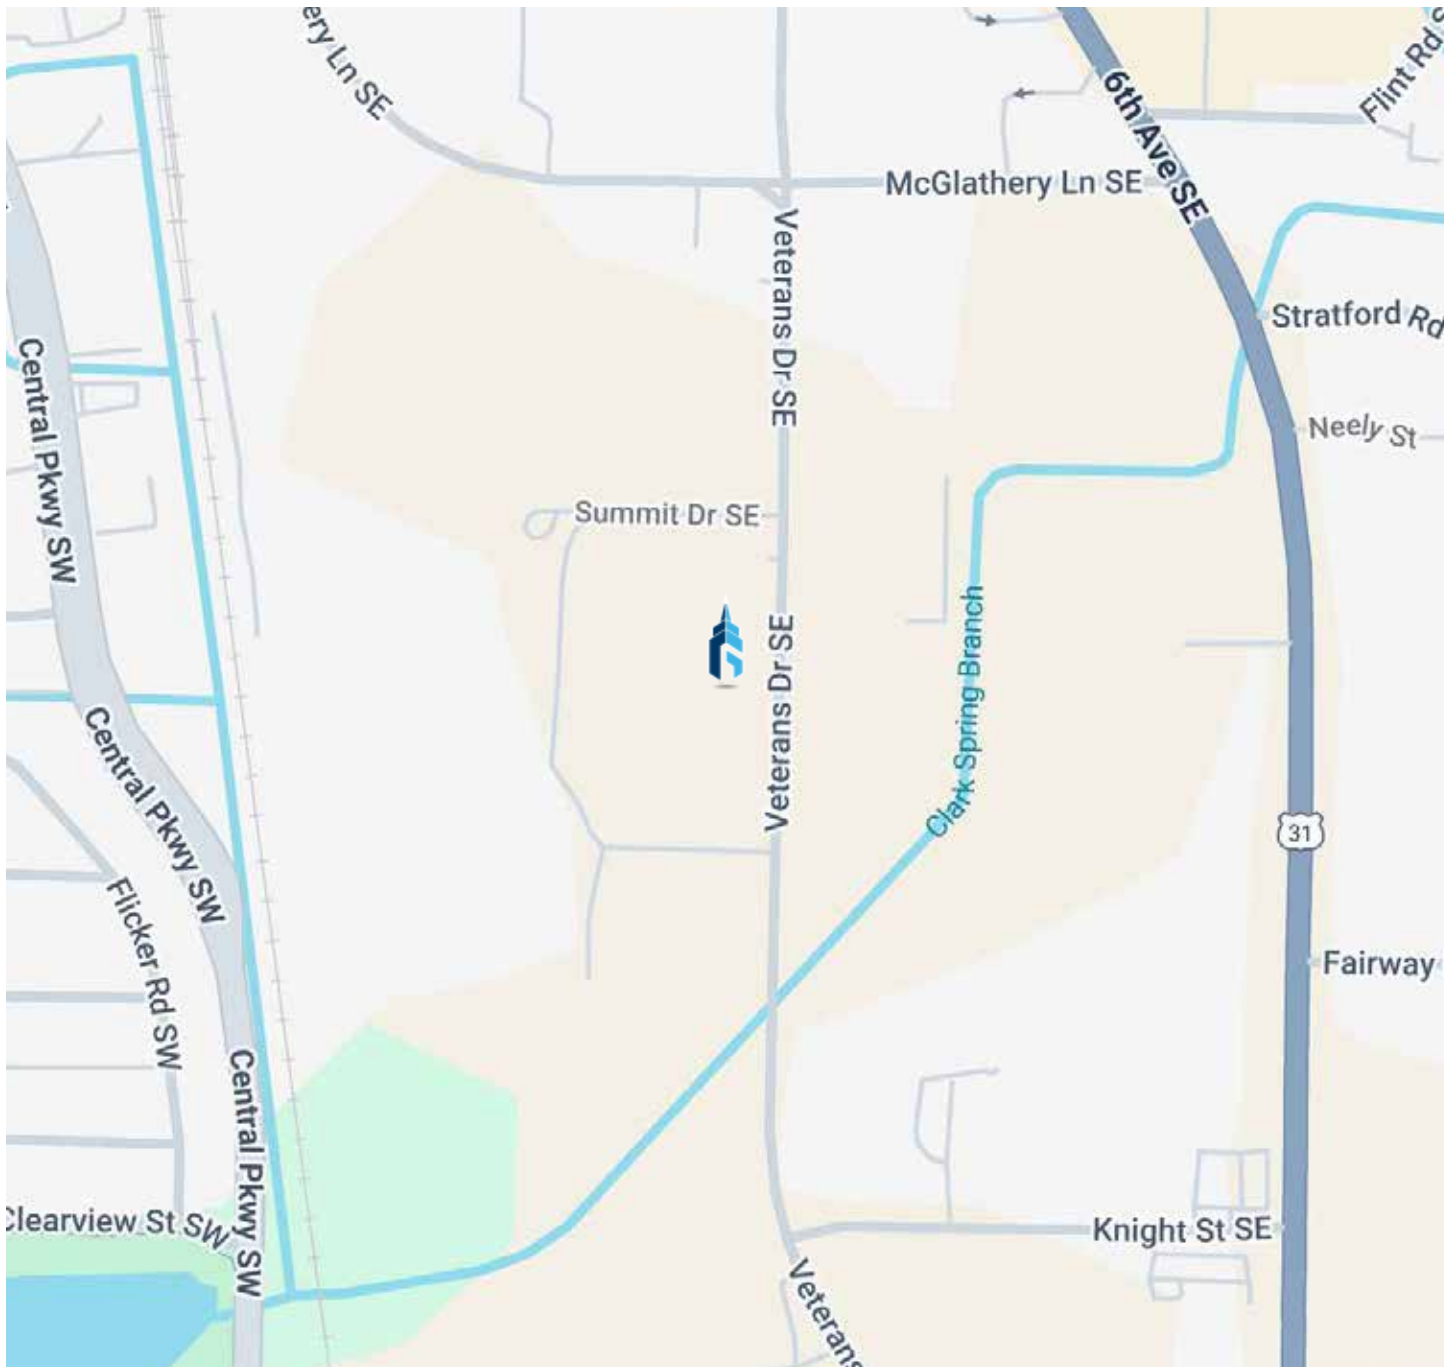 ery Ln SE
6th Ave SE
Flint Rd
McGlathery Ln SE
Veterans Dr SE
Stratford Rd
Central Pkwy SW
Neely St
Summit Dr SE
Veterans Dr SE
Clark Spring Branch
Central Pkwy SW
31
Flicker Rd SW
Fairway
Central Pkwy SW
Clearview St SW
Knight St SE
Veterans